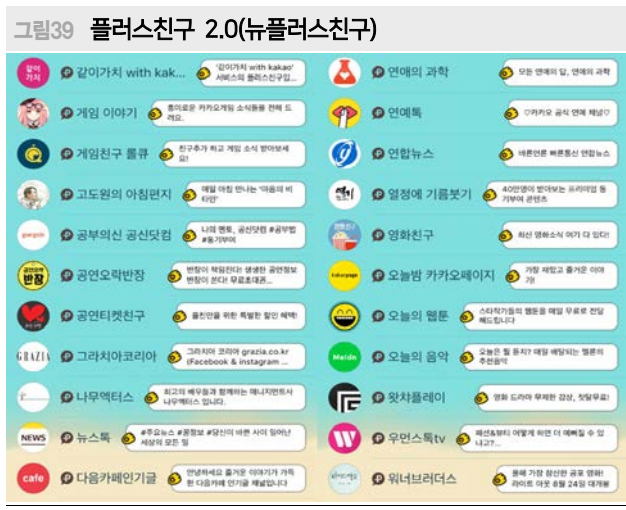 그림39 플러스친구 2.0(뉴플러스친구)
같이
가치
같이가치 with kak...
'같이가치 with kakao'
서비스의 플러스친구입...
게임 이야기
흥미로운 카카오게임 소식들을 전해 드
려요.
게임친구 롤큐
친구추가 하고 게임 소식 받아보세
요!
고도원의 아침편지
매일 아침 만나는 '마음의 비
타민'
공부의신 공신닷컴
나의 멘토, 공신닷컴 #공부법
#동기부여
공연오락
반장
공연오락반장
반장이 책임진다! 생생한 공연정보
반장이 쏜다! 무료초대권...
공연티켓친구
플친만을 위한 특별한 할인 혜택!
GRAZIA
그라치아코리아
그라치아 코리아 grazia.co.kr
(Facebook & instagram ...
나무엑터스
최고의 배우들과 함께하는 매니지먼트사
나무엑터스 입니다.
NEWS
뉴스톡
#주요뉴스 #꿀정보 #당신이 바쁜 사이 일어난
세상의 모든 일
cafe
다음카페인기글
안녕하세요 즐거운 이야기가 가득
한 다음카페 인기글 채널입니다
연애의 과학
모든 연애의 답, 연애의 과학
연예톡
♡카카오 공식 연예 채널♡
연합뉴스
바른언론 빠른통신 연합뉴스
열정에 기름붓기
40만명이 받아보는 프리미엄 동
기부여 콘텐츠
영화친구
최신 영화소식 여기 다 있다!
kakaopage
오늘밤 카카오페이지
가장 재밌고 즐거운 이야
기!
오늘의 웹툰
스타작가들의 웹툰을 매일 무료로 전달
해드립니다
Melon
오늘의 음악
오늘은 뭘 듣지? 매일 배달되는 멜론의
추천음악
왓챠플레이
영화 드라마 무제한 감상, 첫달무료!
우먼스톡tv
패션&뷰티 어떻게 하면 더 예뻐질 수 있
나고?...
워너브러더스
올해 가장 참신한 공포 영화!
라이트 아웃 8월 24일 대개봉